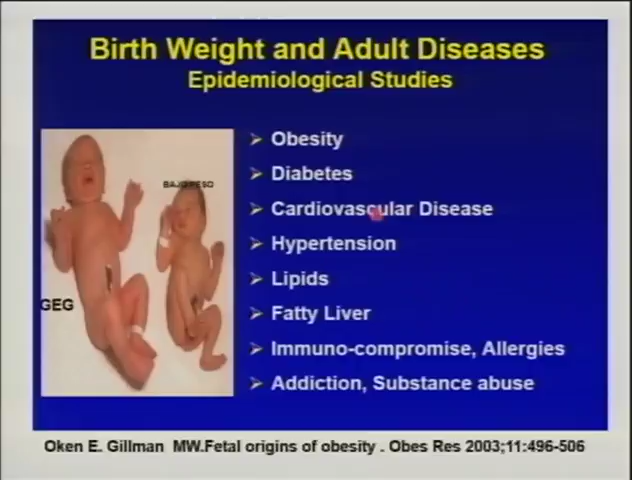 Birth Weight and Adult Diseases
Epidemiological Studies
Obesity
Diabetes
BAJO PESO
Cardiovascular Disease
Hypertension
Lipids
GEG
Fatty Liver
Immuno-compromise, Allergies
Addiction, Substance abuse
Oken E. Gillman MW.Fetal origins of obesity . Obes Res 2003;11:496-506